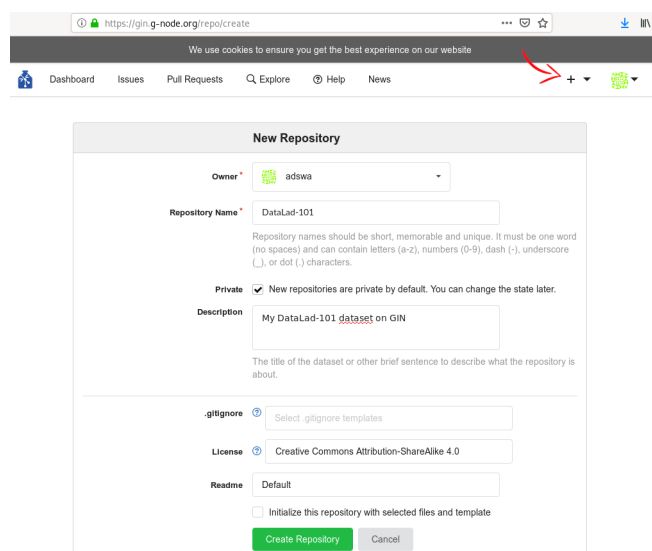 https://gin.g-node.org/repo/create
We use cookies to ensure you get the best experience on our website
Dashboard Issues Pull Requests Explore Help News
New Repository
Owner* adswa
Repository Name* DataLad-101
Repository names should be short, memorable and unique. It must be one word
(no spaces) and can contain letters (a-z), numbers (0-9), dash (-), underscore
(_), or dot (.) characters.
Private New repositories are private by default. You can change the state later.
Description My DataLad-101 dataset on GIN
The title of the dataset or other brief sentence to describe what the repository is
about.
.gitignore Select .gitignore templates
License Creative Commons Attribution-ShareAlike 4.0
Readme Default
Initialize this repository with selected files and template
Create Repository Cancel